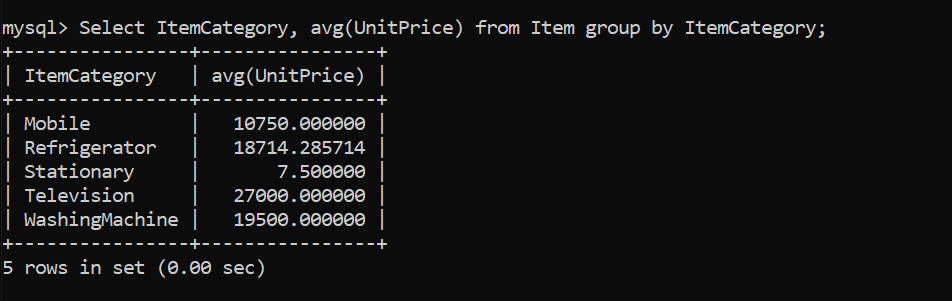 mysql> Select ItemCategory, avg(UnitPrice) from Item group by ItemCategory;
+----------------+----------------+
| ItemCategory   | avg(UnitPrice) |
+----------------+----------------+
| Mobile         |   10750.000000 |
| Refrigerator   |   18714.285714 |
| Stationary     |       7.500000 |
| Television     |   27000.000000 |
| WashingMachine |   19500.000000 |
+----------------+----------------+
5 rows in set (0.00 sec)